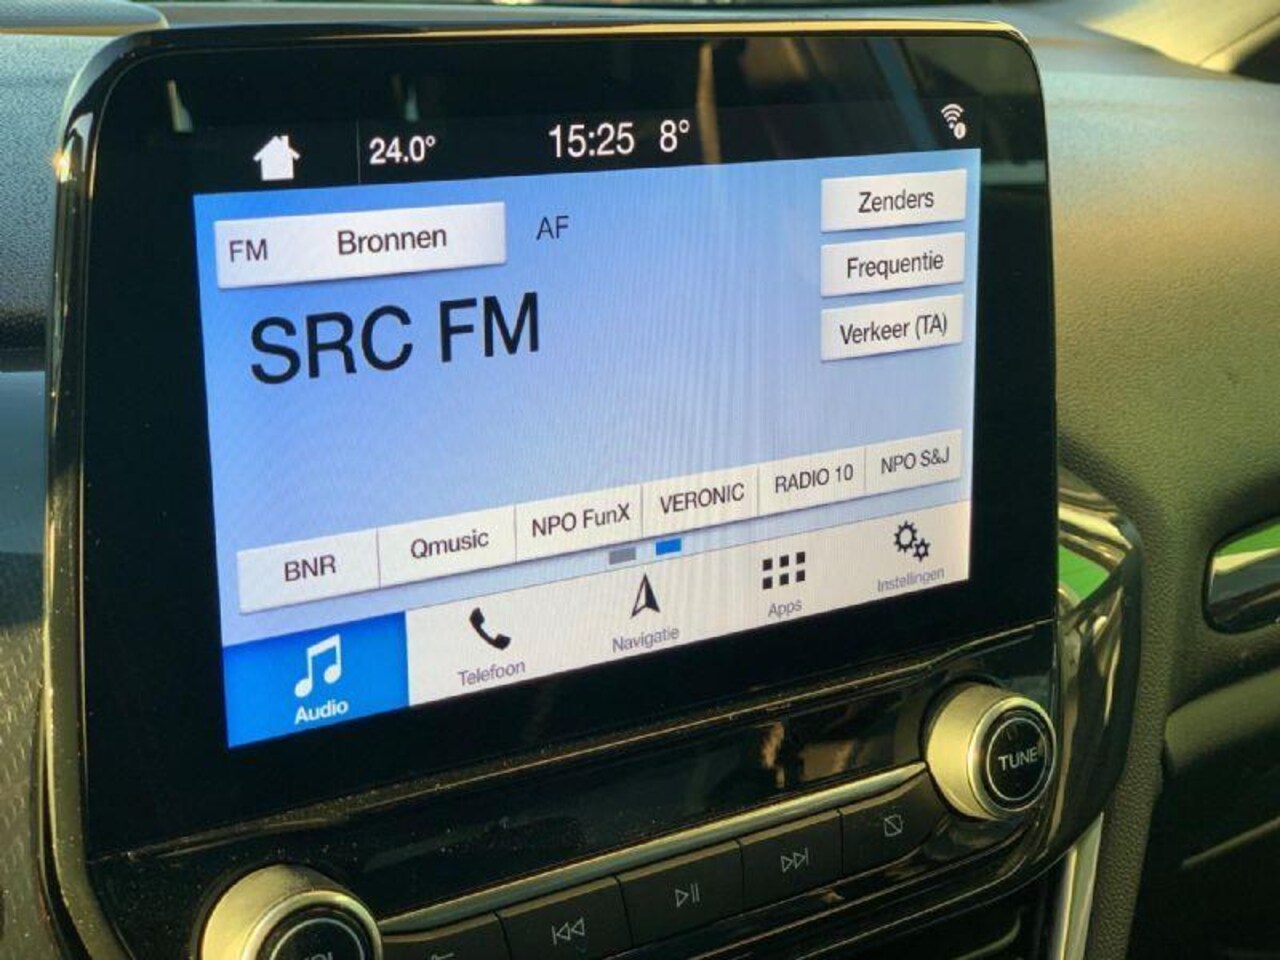 24.0° 15:25 8°
FM Bronnen AF Zenders
Frequentie
SRC FM
Verkeer (TA)
BNR Qmusic NPO FunX VERONIC RADIO 10 NPO S&J
Audio Telefoon Navigatie Apps Instellingen
TUNE